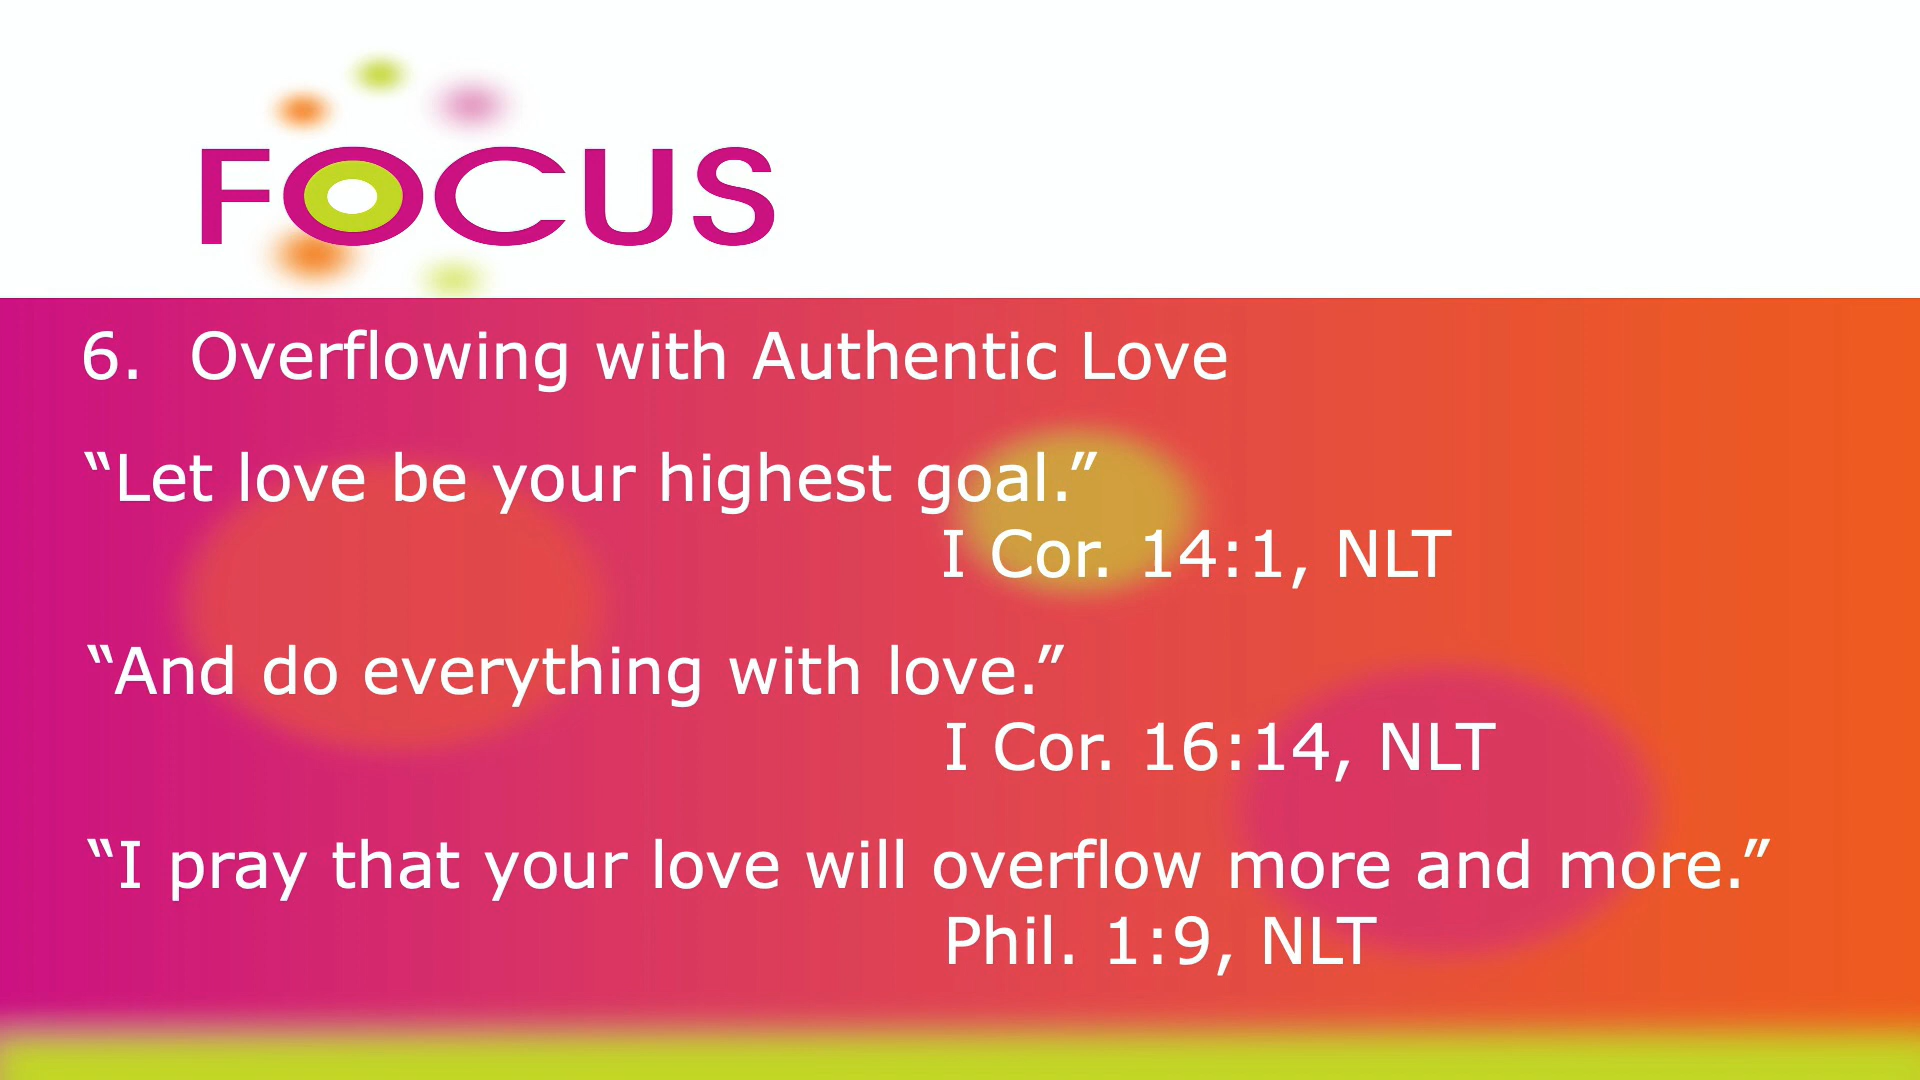 FOCUS
6. Overflowing with Authentic Love
“Let love be your highest goal.”
I Cor. 14:1, NLT
“And do everything with love.”
I Cor. 16:14, NLT
“I pray that your love will overflow more and more.”
Phil. 1:9, NLT